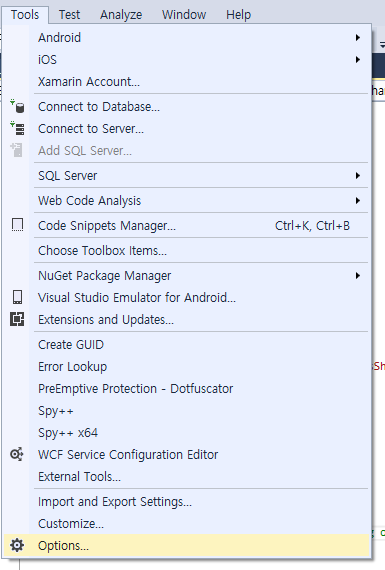 Tools Test Analyze Window Help
Android
iOS
Xamarin Account...
Connect to Database...
Connect to Server...
Add SQL Server...
SQL Server
Web Code Analysis
Code Snippets Manager... Ctrl+K, Ctrl+B
Choose Toolbox Items...
NuGet Package Manager
Visual Studio Emulator for Android...
Extensions and Updates...
Create GUID
Error Lookup
PreEmptive Protection - Dotfuscator
Spy++
Spy++ x64
WCF Service Configuration Editor
External Tools...
Import and Export Settings...
Customize...
Options...